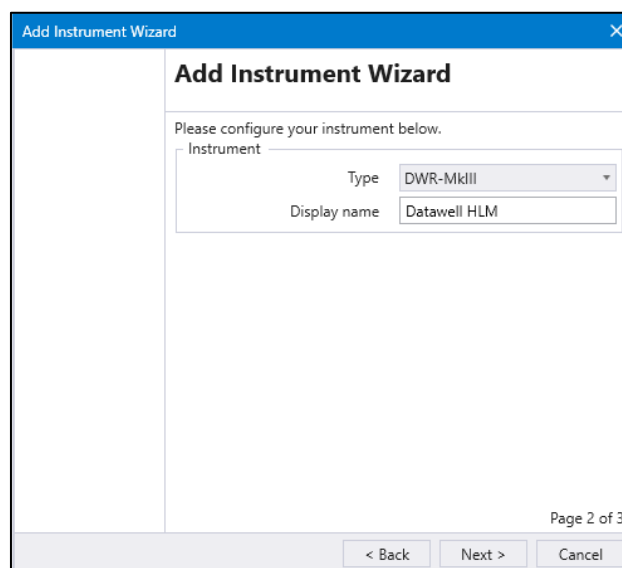 Add Instrument Wizard
Add Instrument Wizard
Please configure your instrument below.
Instrument
Type DWR-MkIII
Display name Datawell HLM
Page 2 of 3
< Back Next > Cancel